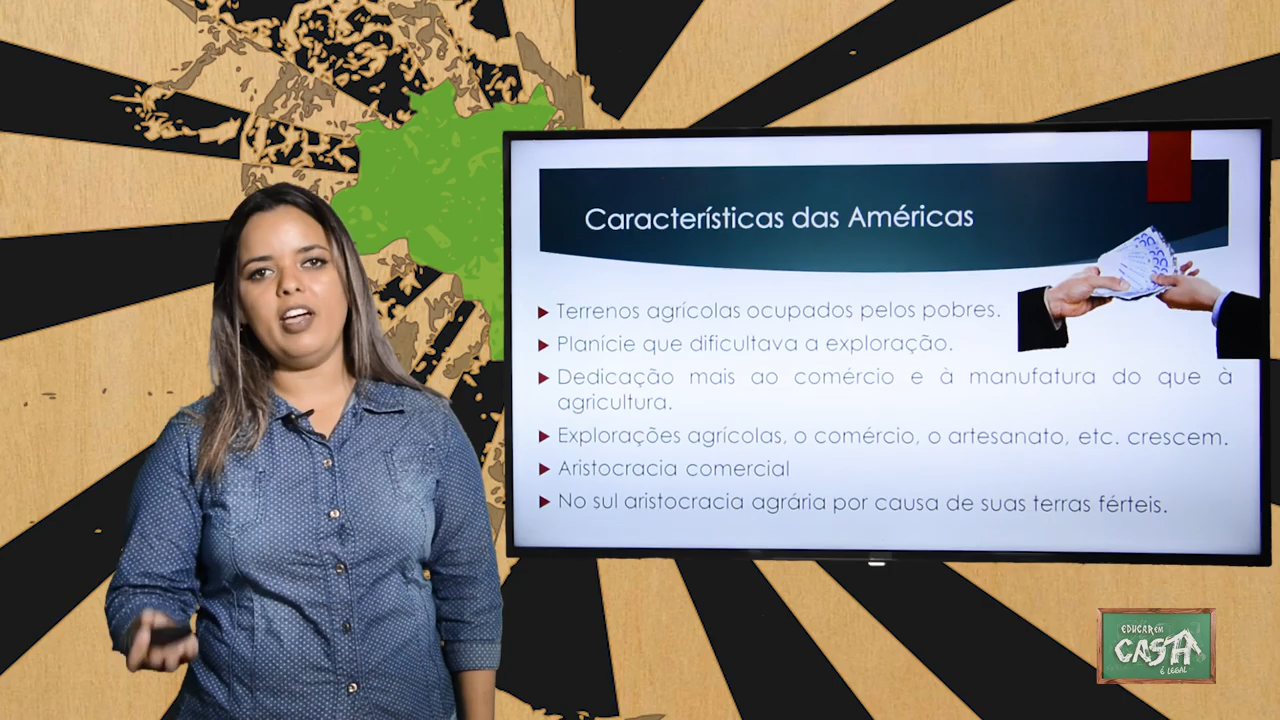 Características das Américas
Terrenos agrícolas ocupados pelos pobres.
Planície que dificultava a exploração.
Dedicação mais ao comércio e à manufatura do que à
agricultura.
Explorações agrícolas, o comércio, o artesanato, etc. crescem.
Aristocracia comercial
No sul aristocracia agrária por causa de suas terras férteis.
EDUCAR EM
CASA
É LEGAL